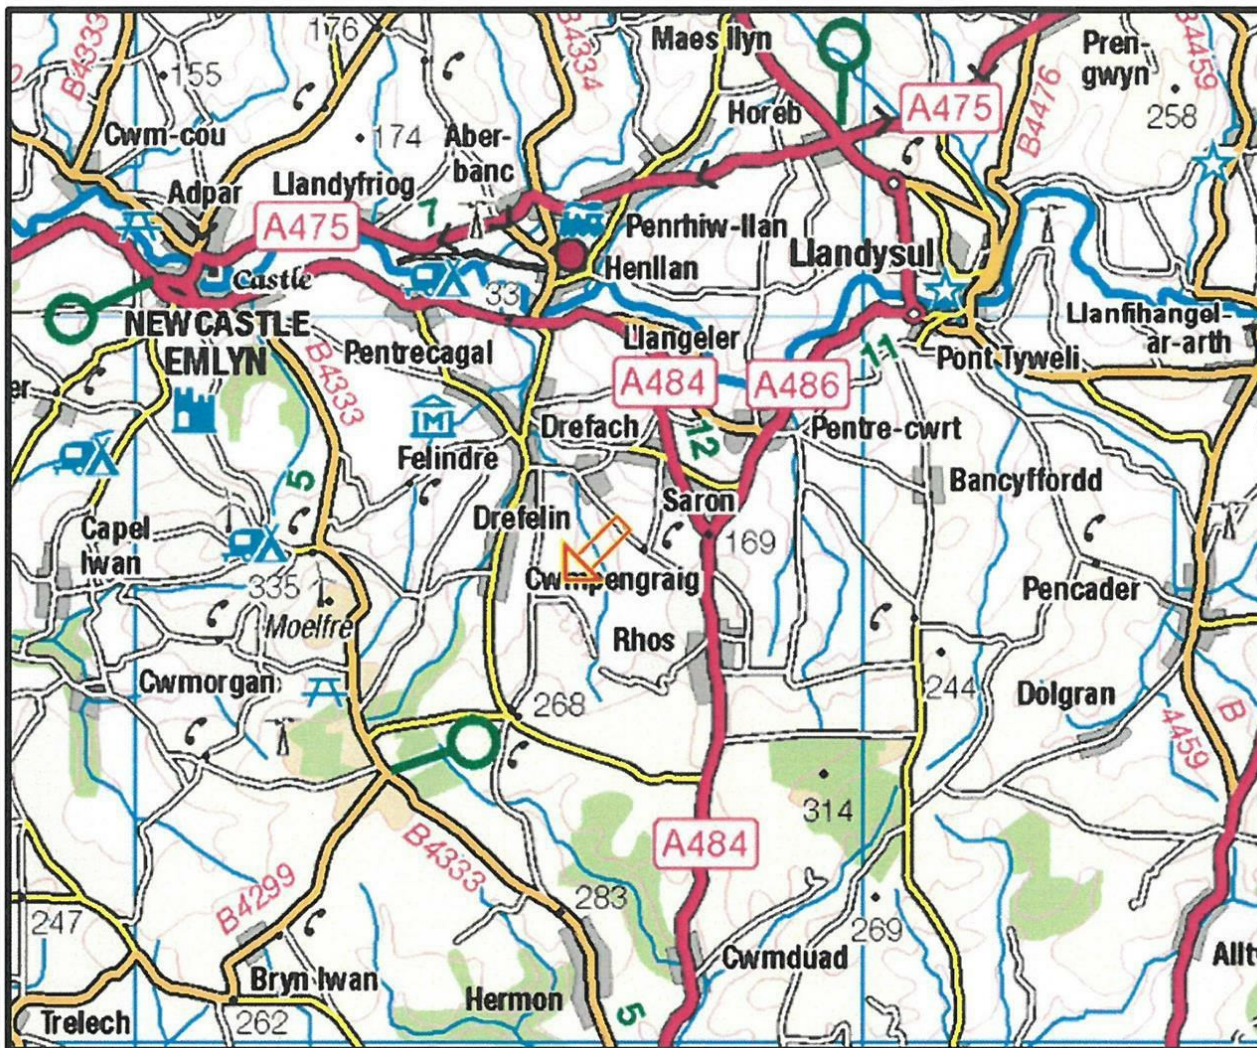 176
B4333
155
B4334
Maes llyn
Pren-
gwyn
B4459
258
B4476
A475
Horeb
Cwm-cou
174
Aber-
banc
Adpar
Llandyfriog
7
A475
Penrhiw-llan
Llandysul
Henllan
Castle
33
NEWCASTLE
EMLYN
B4333
Pentrecagal
Llangeler
A484
A486
11
Pont-Tyweli
Llanfihangel-
ar-arth
er
M
Drefach
12
Pentre-cwrt
Felindre
5
Saron
Bancyffordd
Drefelin
169
Capel
Iwan
Cwmpengraig
335
Moelfre
Rhos
Pencader
Cwmorgan
268
244
Dolgran
B
4459
314
A484
B4333
B4299
283
269
247
Cwmduad
Allt
Bryn Iwan
Hermon
5
Trelech
262